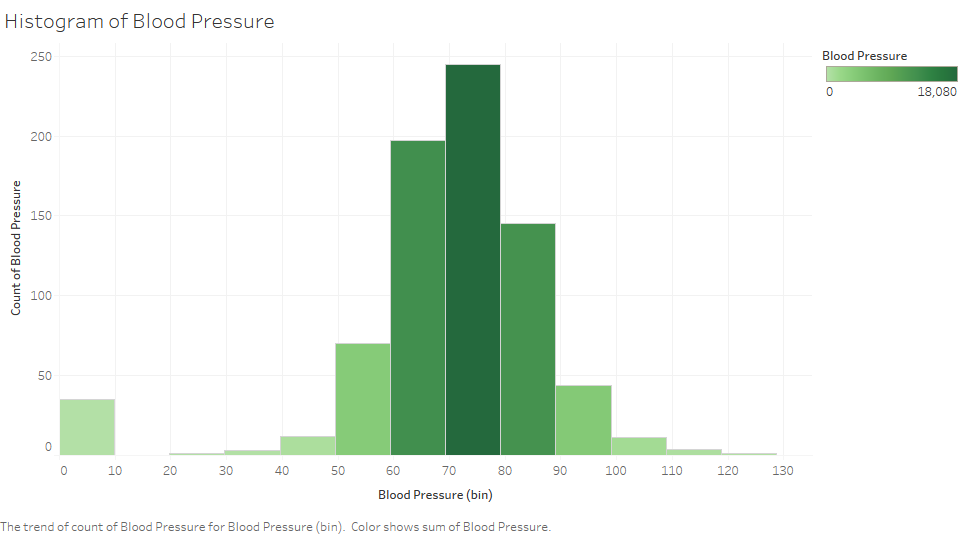 Histogram of Blood Pressure
Blood Pressure
0 18,080
250
200
150
100
50
0
Count of Blood Pressure
0 10 20 30 40 50 60 70 80 90 100 110 120 130
Blood Pressure (bin)
The trend of count of Blood Pressure for Blood Pressure (bin).  Color shows sum of Blood Pressure.